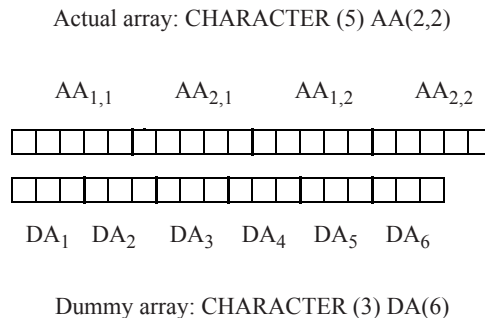 Actual array: CHARACTER (5) AA(2,2)
AA1,1 AA2,1 AA1,2 AA2,2
DA1 DA2 DA3 DA4 DA5 DA6
Dummy array: CHARACTER (3) DA(6)